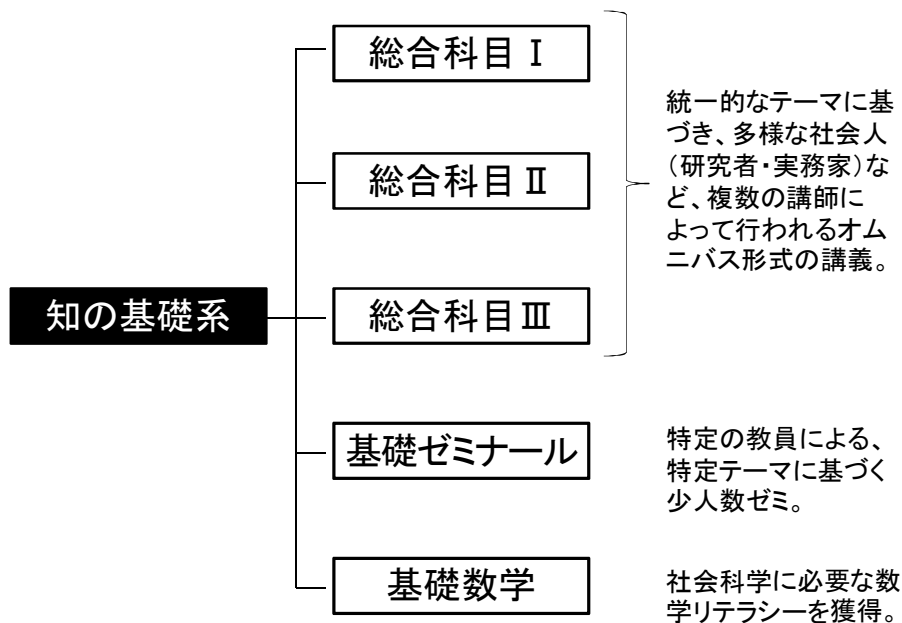 総合科目 Ⅰ
統一的なテーマに基
づき、多様な社会人
（研究者・実務家）な
ど、複数の講師に
よって行われるオム
ニバス形式の講義。
総合科目 Ⅱ
知の基礎系
総合科目 Ⅲ
基礎ゼミナール
特定の教員による、
特定テーマに基づく
少人数ゼミ。
基礎数学
社会科学に必要な数
学リテラシーを獲得。